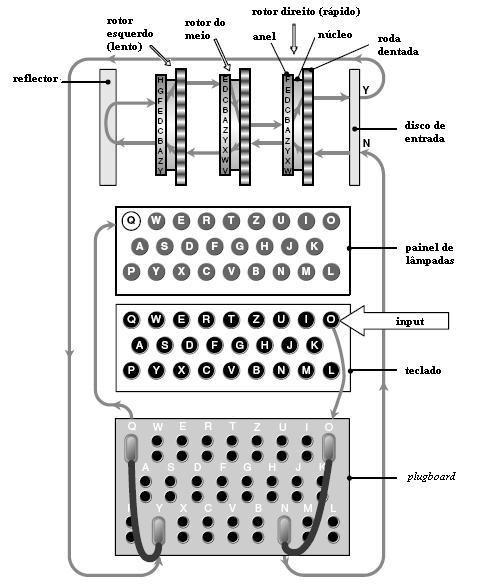 rotor direito (rápido)
rotor esquerdo (lento)
rotor do meio
anel
núcleo
roda dentada
reflector
H
G
F
E
D
C
B
A
Z
Y
E
D
C
B
A
Z
Y
X
W
V
F
E
D
C
B
A
Z
Y
X
W
Y
N
disco de entrada
Q W E R T Z U I O
A S D F G H J K
P Y X C V B N M L
painel de lâmpadas
Q W E R T Z U I O
input
A S D F G H J K
P Y X C V B N M L
teclado
Q W E R T Z U I O
A S D F G H J K
plugboard
Y X C V B N M L